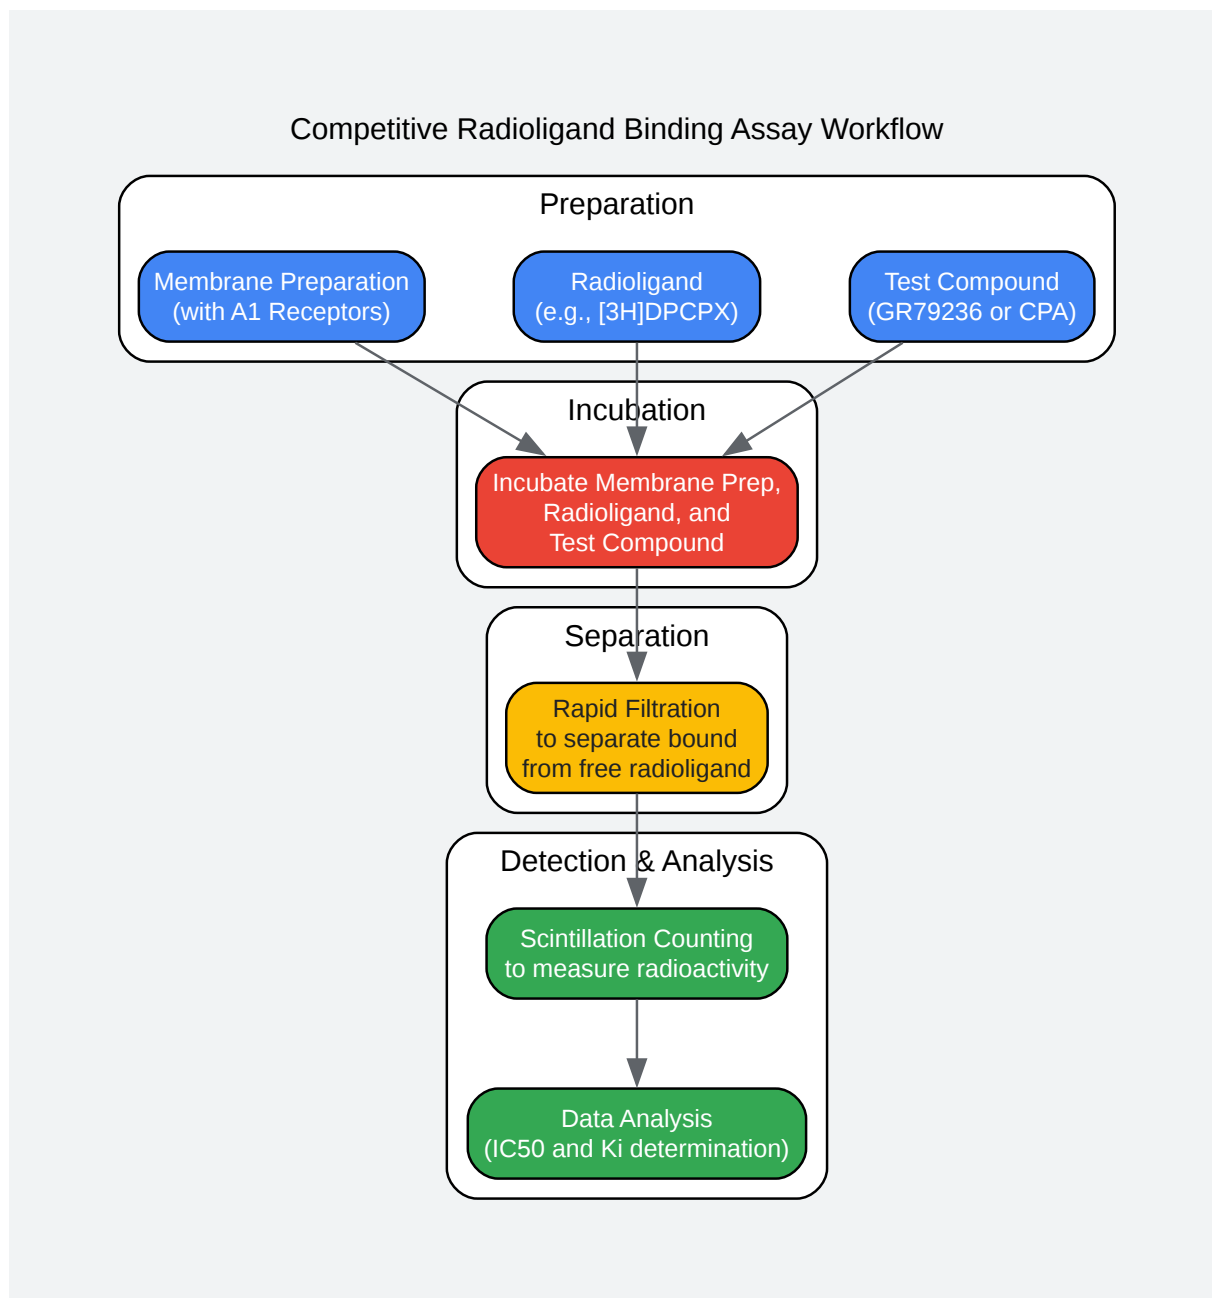 Competitive Radioligand Binding Assay Workflow
Preparation
Membrane Preparation
(with A1 Receptors)
Radioligand
(e.g., [3H]DPCPX)
Test Compound
(GR79236 or CPA)
Incubation
Incubate Membrane Prep,
Radioligand, and
Test Compound
Separation
Rapid Filtration
to separate bound
from free radioligand
Detection & Analysis
Scintillation Counting
to measure radioactivity
Data Analysis
(IC50 and Ki determination)